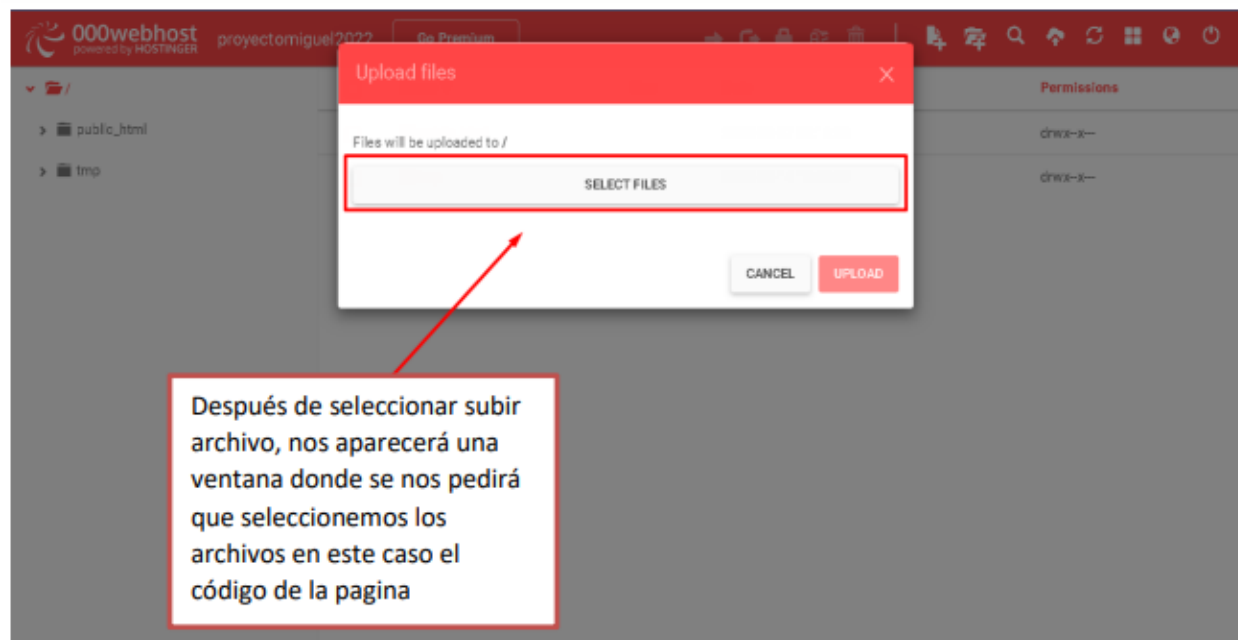 000webhost
powered by HOSTINGER
proyectomiguel2022
Go Premium
Upload files
/
Permissions
public_html
drwx--x---
Files will be uploaded to /
tmp
SELECT FILES
drwx--x---
CANCEL
UPLOAD
Después de seleccionar subir
archivo, nos aparecerá una
ventana donde se nos pedirá
que seleccionemos los
archivos en este caso el
código de la pagina